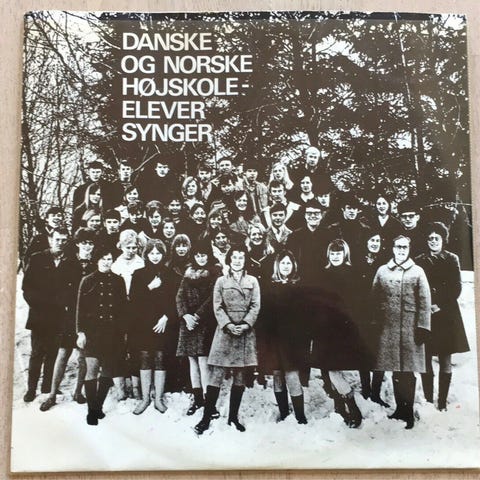 DANSKE
OG NORSKE
HØJSKOLE-
ELEVER
SYNGER